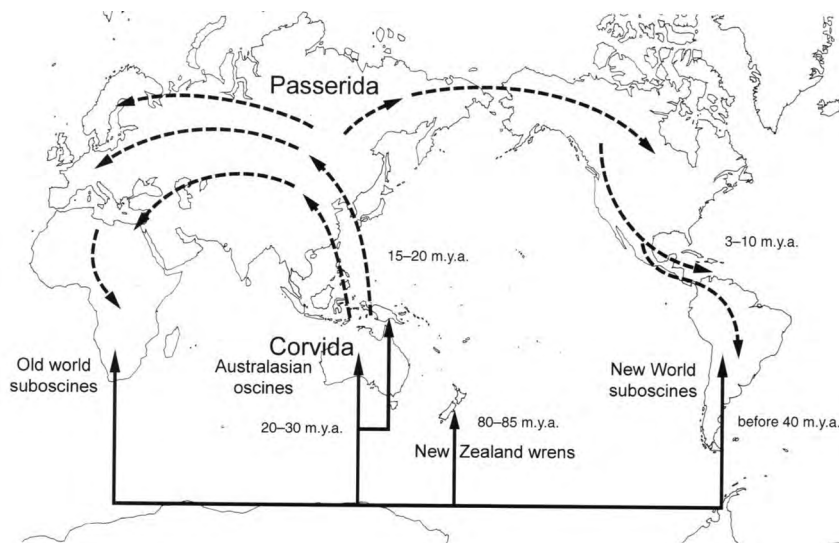 Passerida
3–10 m.y.a.
15–20 m.y.a.
Corvida
Old world
suboscines
Australasian
oscines
New World
suboscines
20–30 m.y.a.
80–85 m.y.a.
before 40 m.y.a.
New Zealand wrens